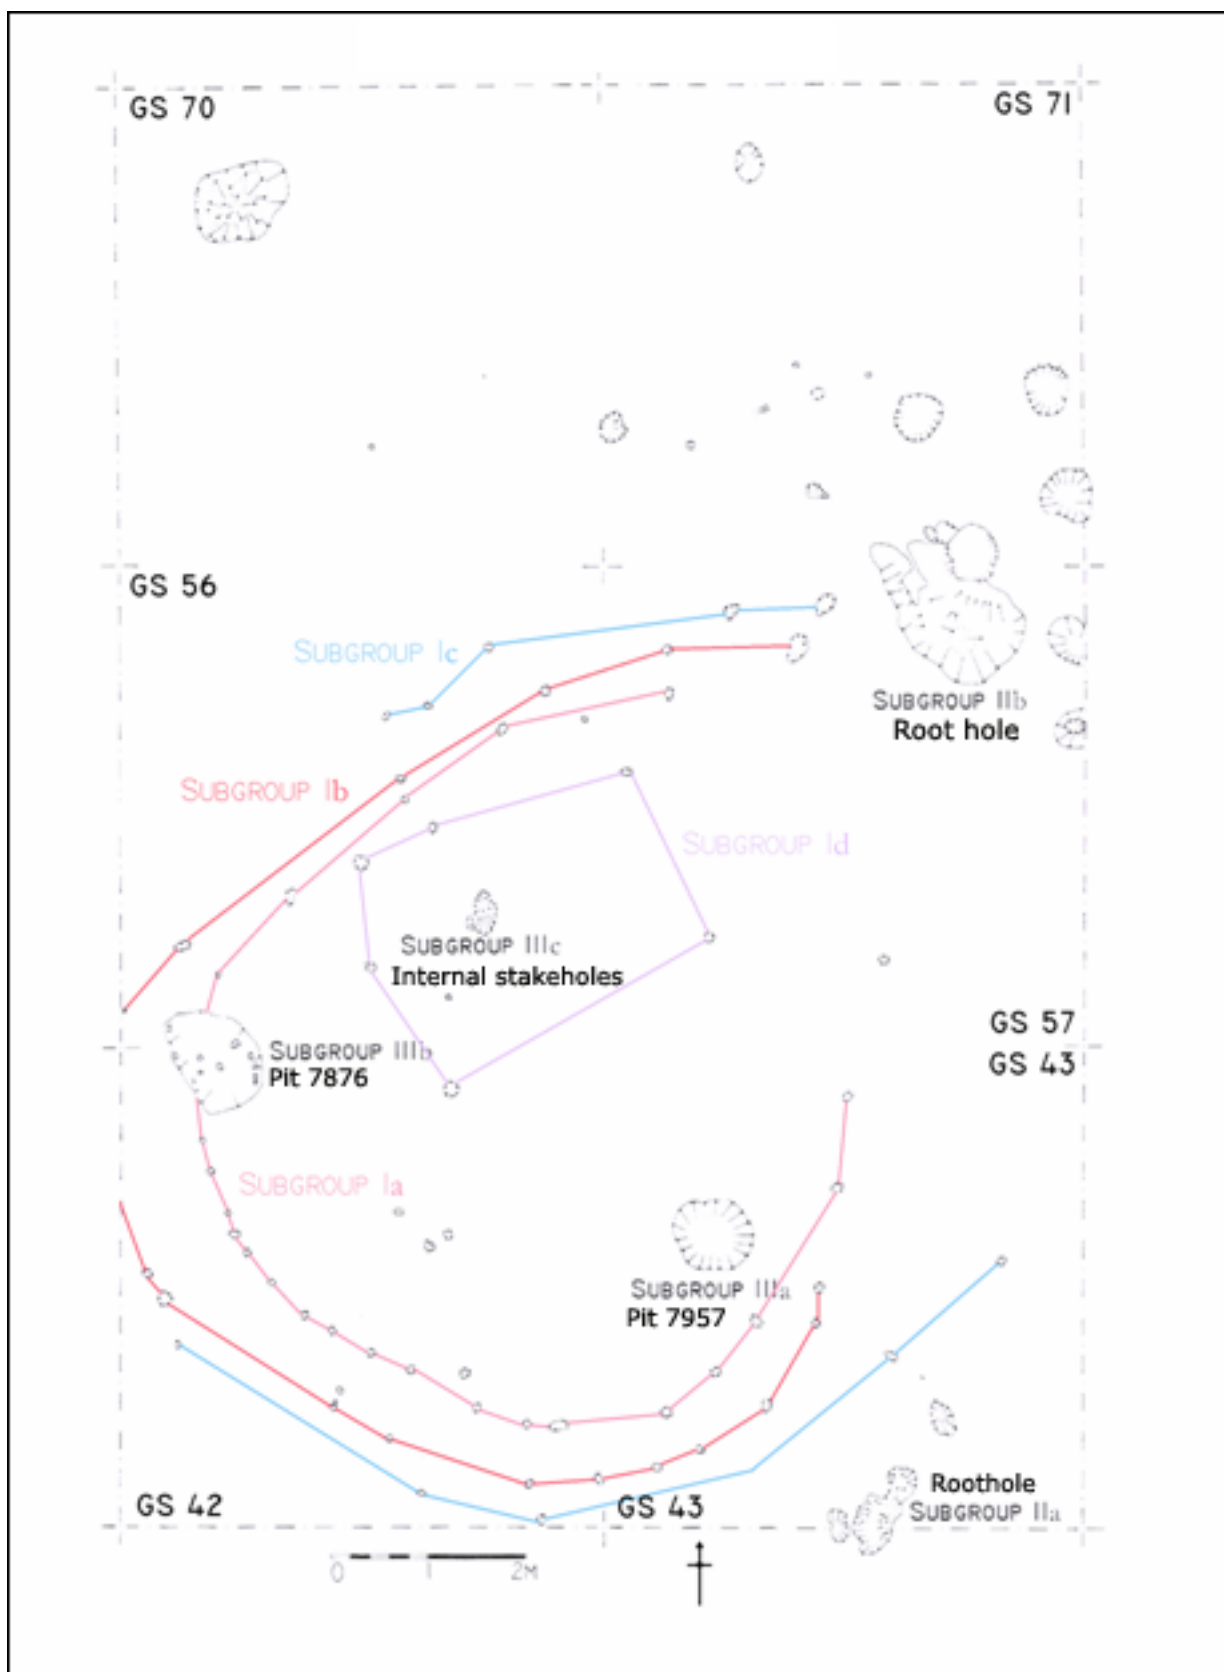 GS 70
GS 71
GS 56
SUBGROUP Ic
SUBGROUP IIb
Root hole
SUBGROUP Ib
SUBGROUP Id
SUBGROUP IIIc
Internal stakeholes
GS 57
SUBGROUP IIIb
GS 43
Pit 7876
SUBGROUP Ia
SUBGROUP IIIa
Pit 7957
Roothole
GS 42
GS 43
SUBGROUP IIa
0 1 2M